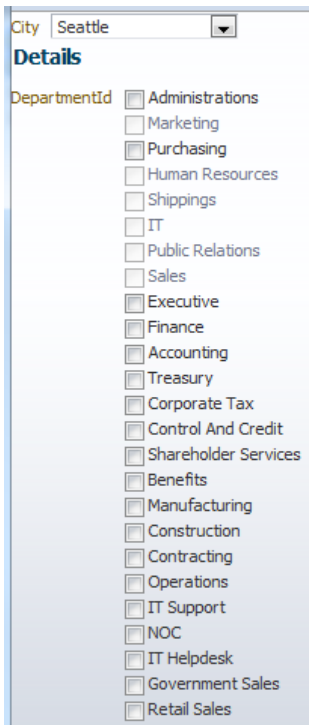 City Seattle
Details
DepartmentId Administrations
Marketing
Purchasing
Human Resources
Shippings
IT
Public Relations
Sales
Executive
Finance
Accounting
Treasury
Corporate Tax
Control And Credit
Shareholder Services
Benefits
Manufacturing
Construction
Contracting
Operations
IT Support
NOC
IT Helpdesk
Government Sales
Retail Sales